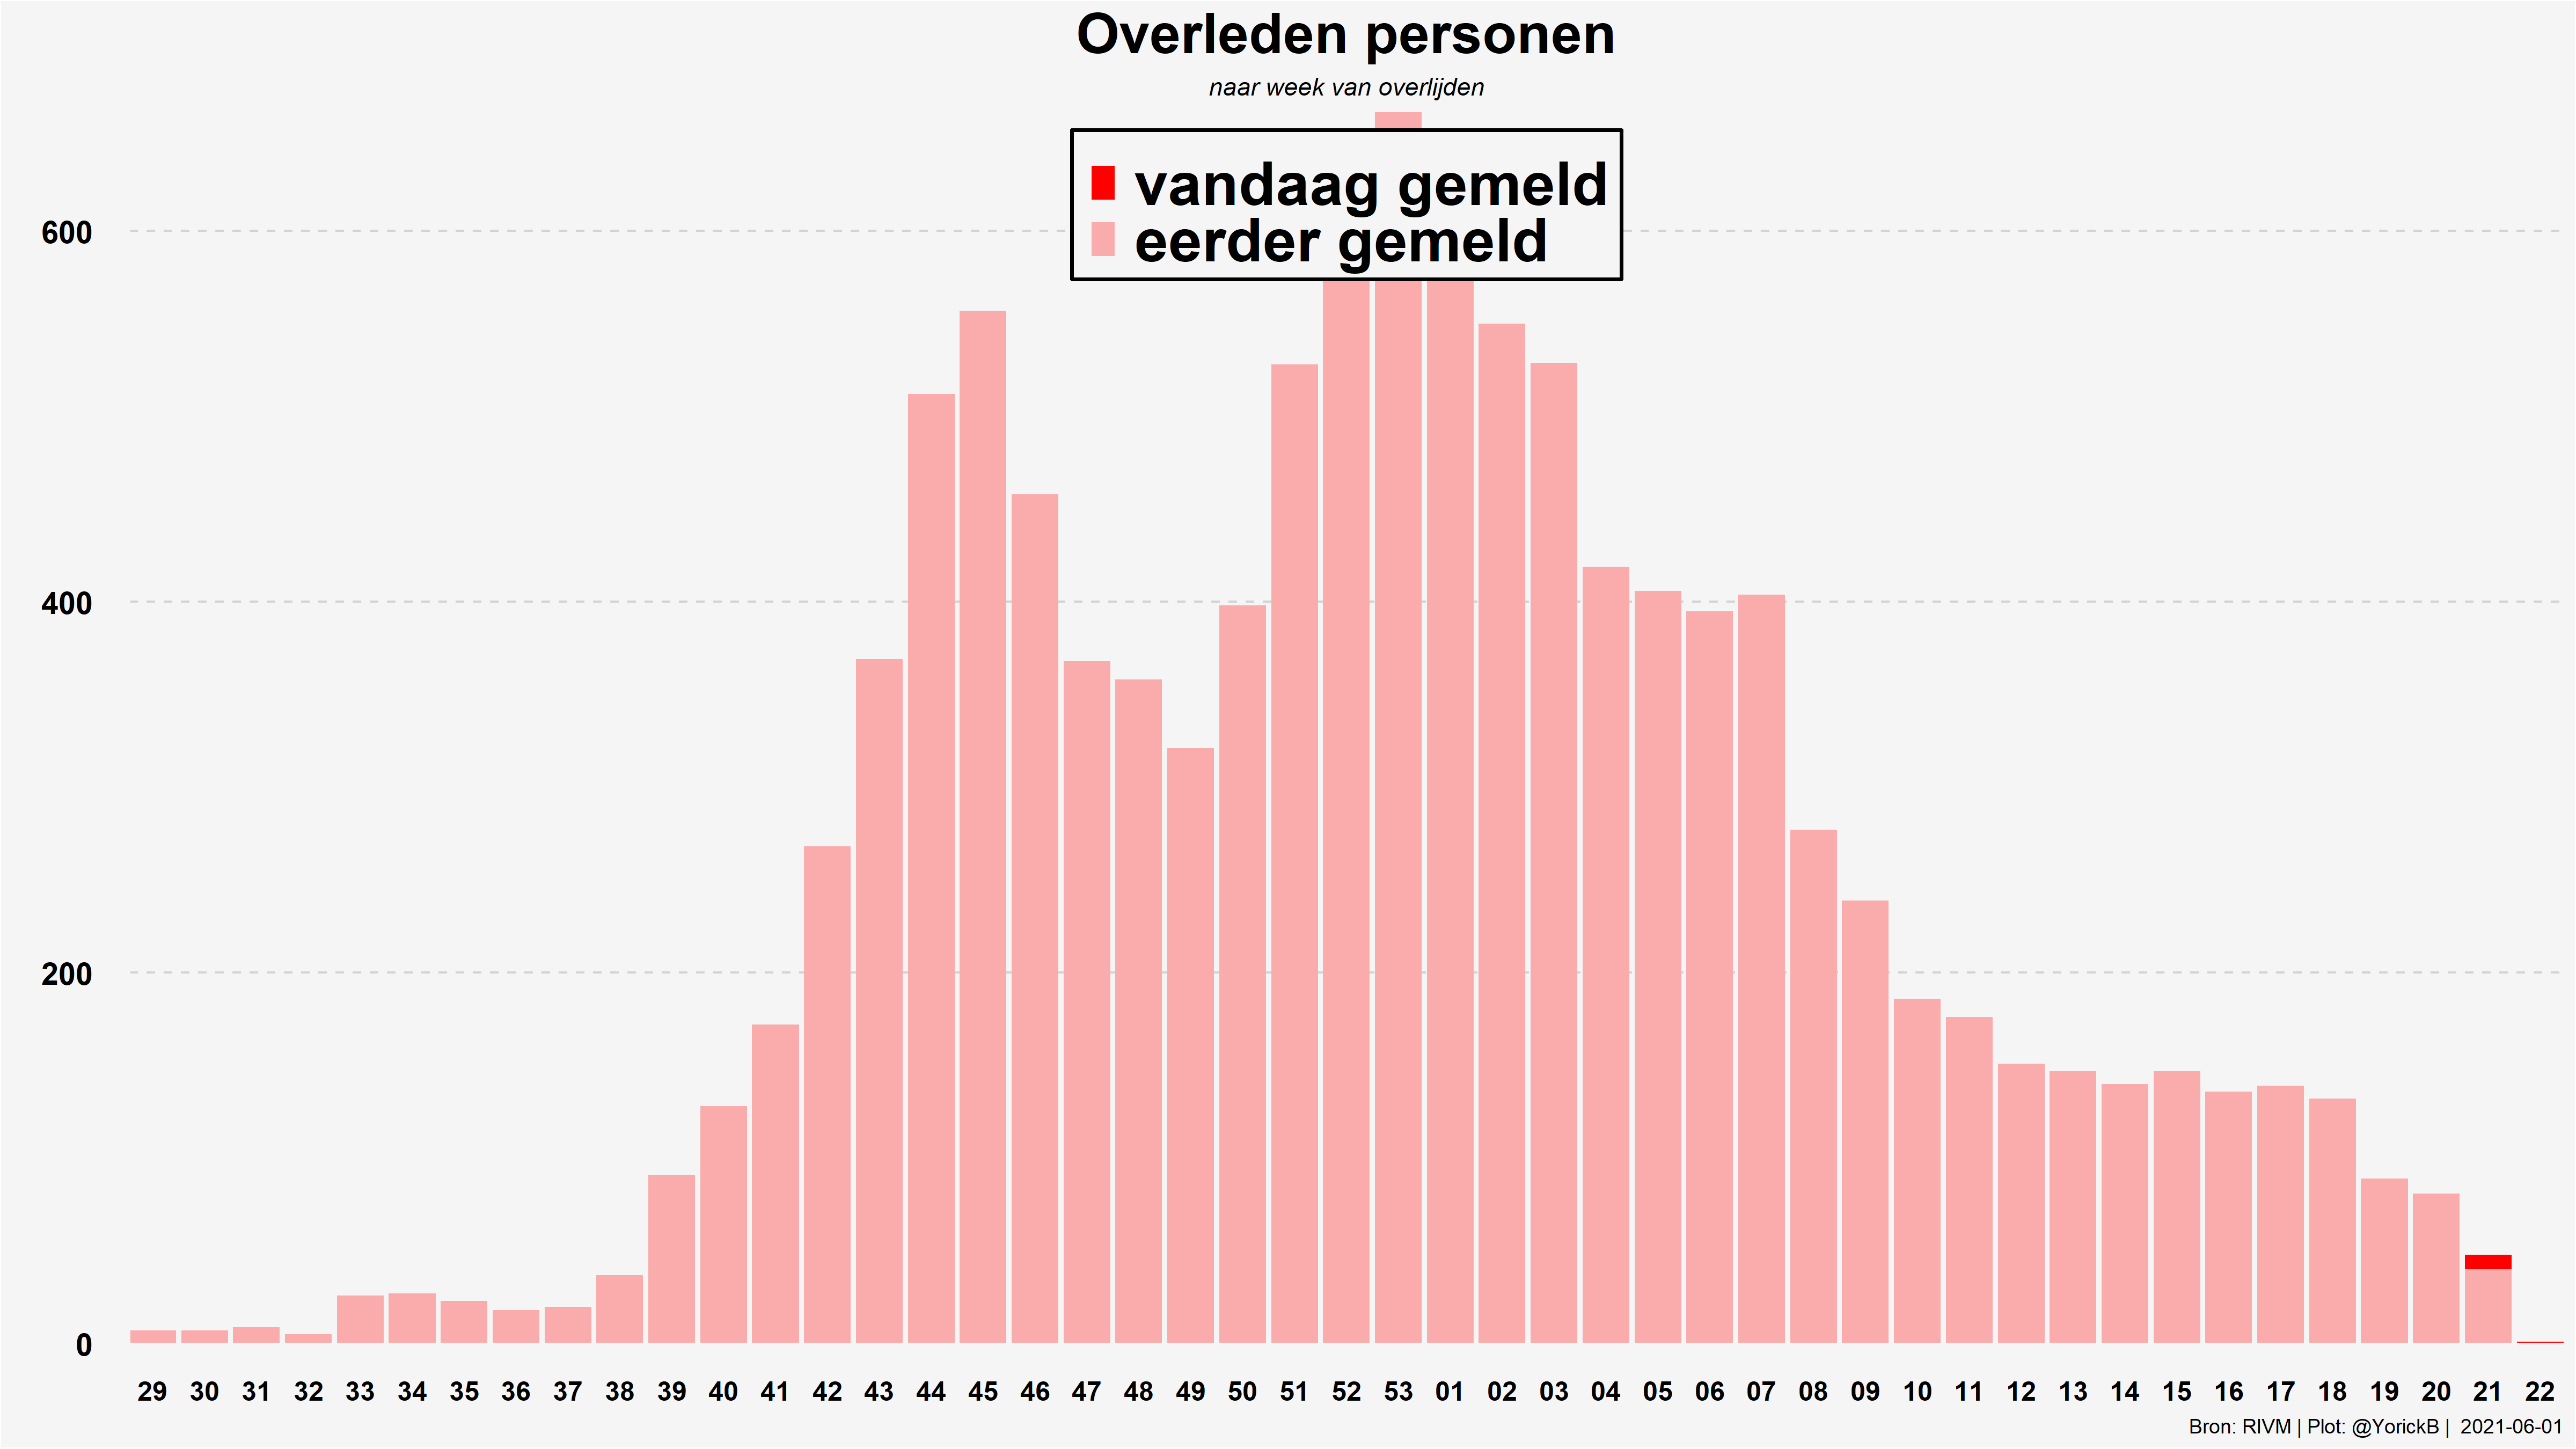 Overleden personen
naar week van overlijden
vandaag gemeld
eerder gemeld
600
400
200
0
29 30 31 32 33 34 35 36 37 38 39 40 41 42 43 44 45 46 47 48 49 50 51 52 53 01 02 03 04 05 06 07 08 09 10 11 12 13 14 15 16 17 18 19 20 21 22
Bron: RIVM | Plot: @YorickB | 2021-06-01